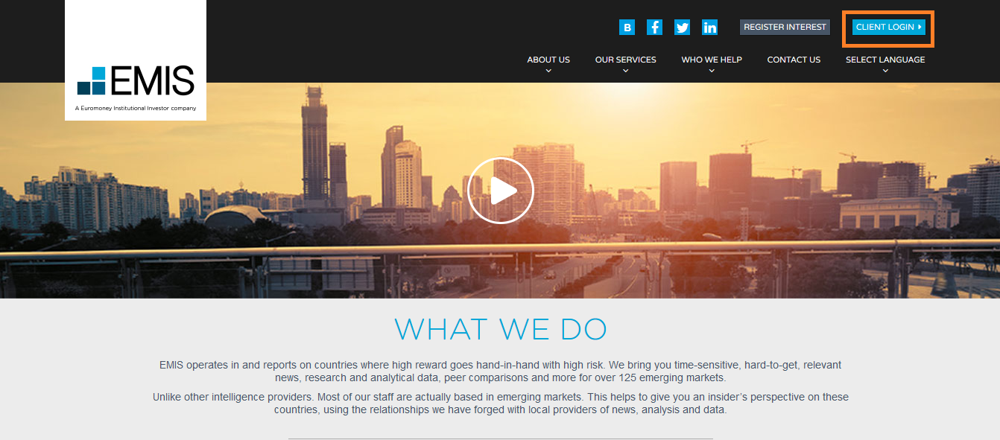 B
REGISTER INTEREST
CLIENT LOGIN
ABOUT US
OUR SERVICES
WHO WE HELP
CONTACT US
SELECT LANGUAGE
EMIS
A Euromoney Institutional Investor company
WHAT WE DO
EMIS operates in and reports on countries where high reward goes hand-in-hand with high risk. We bring you time-sensitive, hard-to-get, relevant
news, research and analytical data, peer comparisons and more for over 125 emerging markets.
Unlike other intelligence providers. Most of our staff are actually based in emerging markets. This helps to give you an insider's perspective on these
countries, using the relationships we have forged with local providers of news, analysis and data.